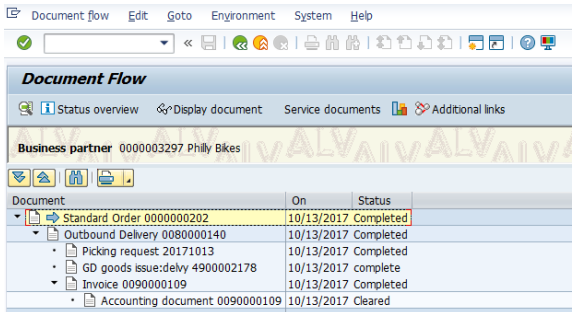 Document flow Edit Goto Environment System Help
Document Flow
Status overview Display document Service documents Additional links
Business partner 0000003297 Philly Bikes
Document On Status
Standard Order 0000000202 10/13/2017 Completed
Outbound Delivery 0080000140 10/13/2017 Completed
Picking request 20171013 10/13/2017 Completed
GD goods issue:delvy 4900002178 10/13/2017 complete
Invoice 0090000109 10/13/2017 Completed
Accounting document 0090000109 10/13/2017 Cleared